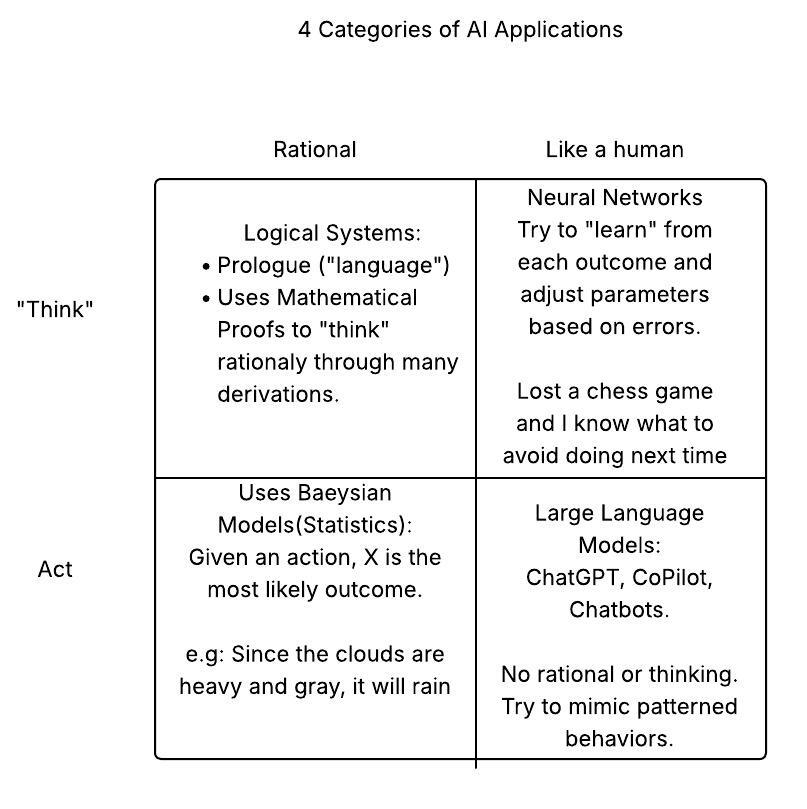 4 Categories of AI Applications
Rational
Like a human
"Think"
Logical Systems:
• Prologue ("language")
• Uses Mathematical
Proofs to "think"
rationaly through many
derivations.
Neural Networks
Try to "learn" from
each outcome and
adjust parameters
based on errors.
Lost a chess game
and I know what to
avoid doing next time
Act
Uses Baeysian
Models(Statistics):
Given an action, X is the
most likely outcome.
e.g: Since the clouds are
heavy and gray, it will rain
Large Language
Models:
ChatGPT, CoPilot,
Chatbots.
No rational or thinking.
Try to mimic patterned
behaviors.